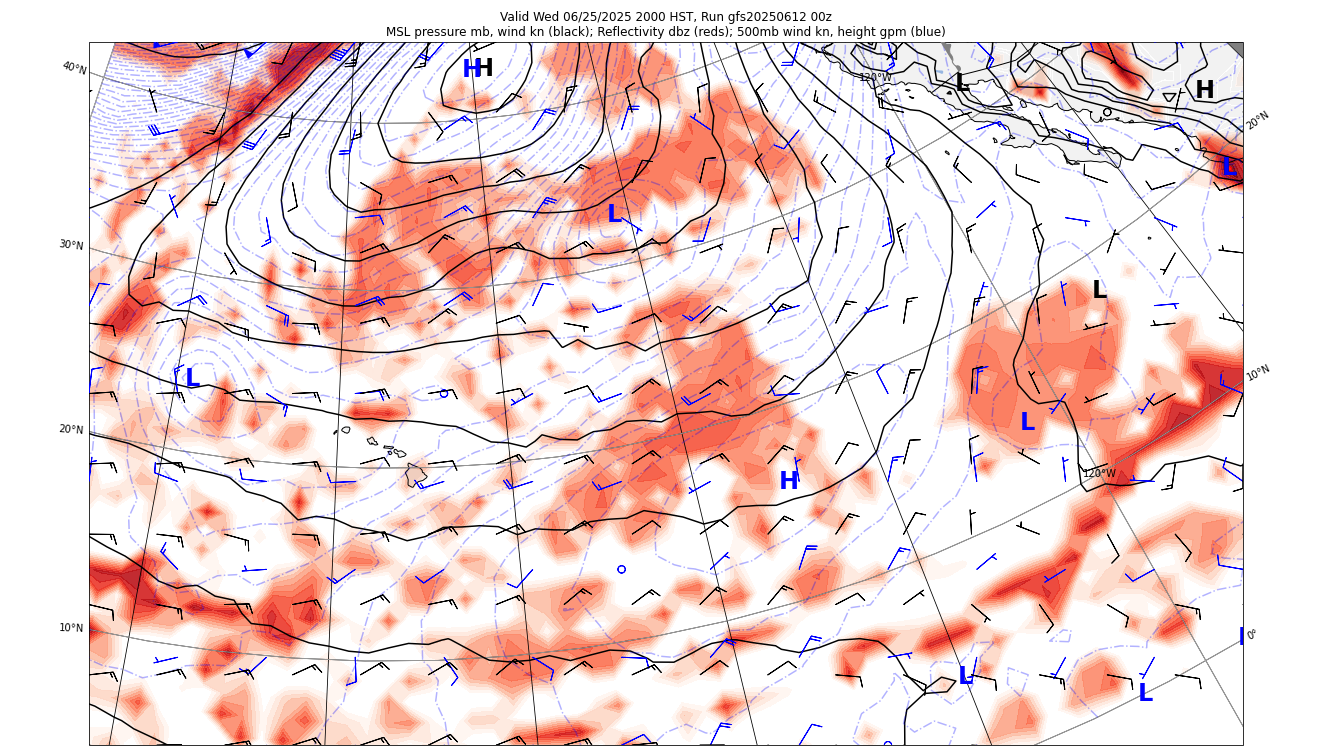 Valid Wed 06/25/2025 2000 HST, Run gfs20250612 00z
MSL pressure mb, wind kn (black); Reflectivity dbz (reds); 500mb wind kn, height gpm (blue)
40°N
H
H
120°W
L
H
20°N
L
L
30°N
L
L
10°N
L
20°N
H
120°W
10°N
0°
L
L